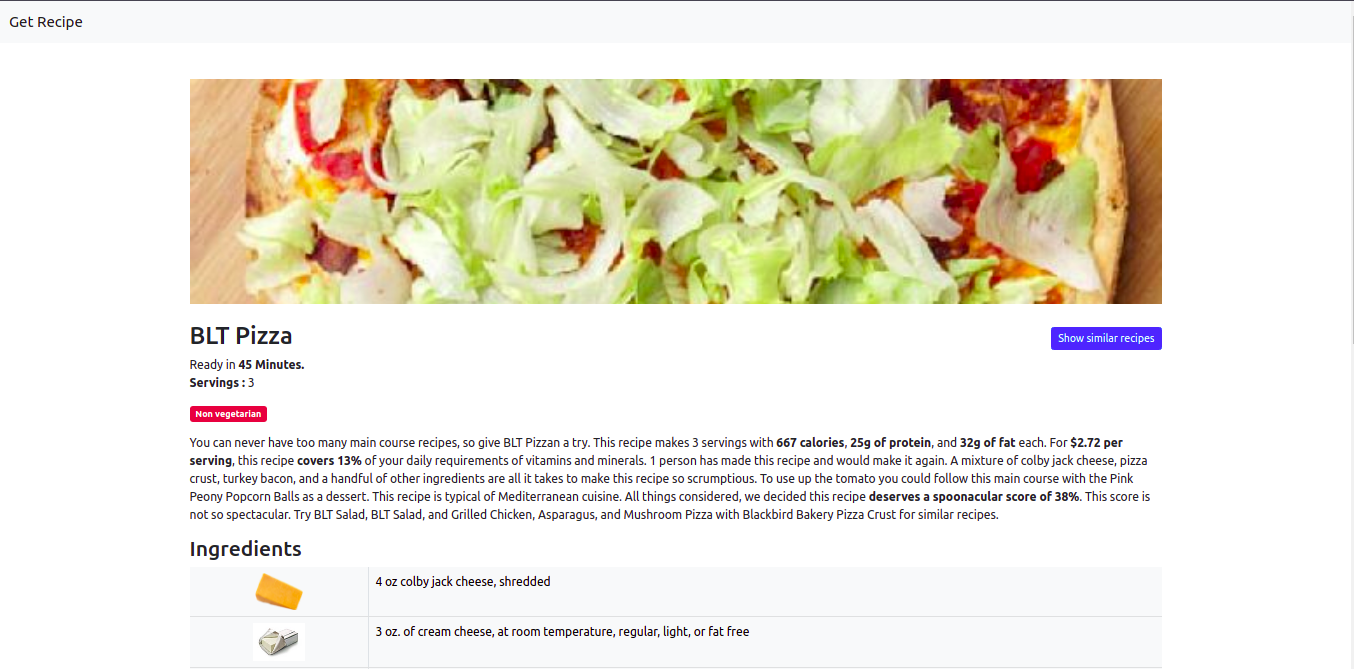 Get Recipe
BLT Pizza
Show similar recipes
Ready in 45 Minutes.
Servings : 3
Non vegetarian
You can never have too many main course recipes, so give BLT Pizzan a try. This recipe makes 3 servings with 667 calories, 25g of protein, and 32g of fat each. For $2.72 per
serving, this recipe covers 13% of your daily requirements of vitamins and minerals. 1 person has made this recipe and would make it again. A mixture of colby jack cheese, pizza
crust, turkey bacon, and a handful of other ingredients are all it takes to make this recipe so scrumptious. To use up the tomato you could follow this main course with the Pink
Peony Popcorn Balls as a dessert. This recipe is typical of Mediterranean cuisine. All things considered, we decided this recipe deserves a spoonacular score of 38%. This score is
not so spectacular. Try BLT Salad, BLT Salad, and Grilled Chicken, Asparagus, and Mushroom Pizza with Blackbird Bakery Pizza Crust for similar recipes.
Ingredients
4 oz colby jack cheese, shredded
3 oz. of cream cheese, at room temperature, regular, light, or fat free